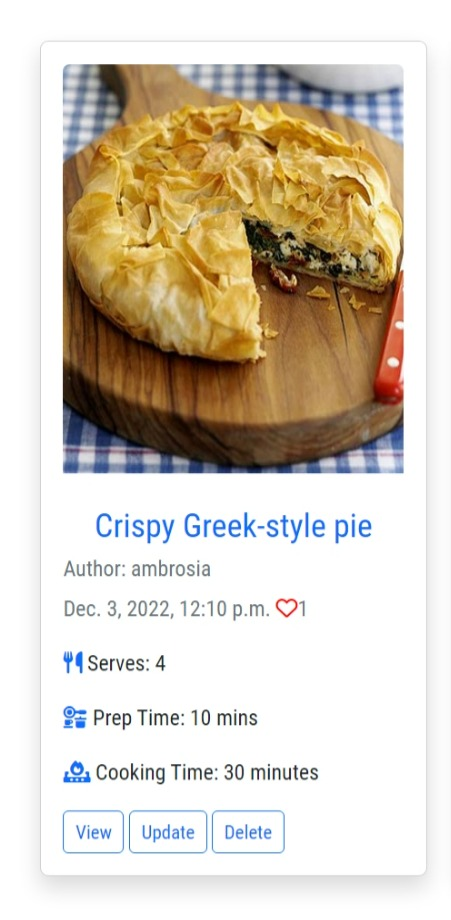 Crispy Greek-style pie
Author: ambrosia
Dec. 3, 2022, 12:10 p.m. 1
Serves: 4
Prep Time: 10 mins
Cooking Time: 30 minutes
View Update Delete